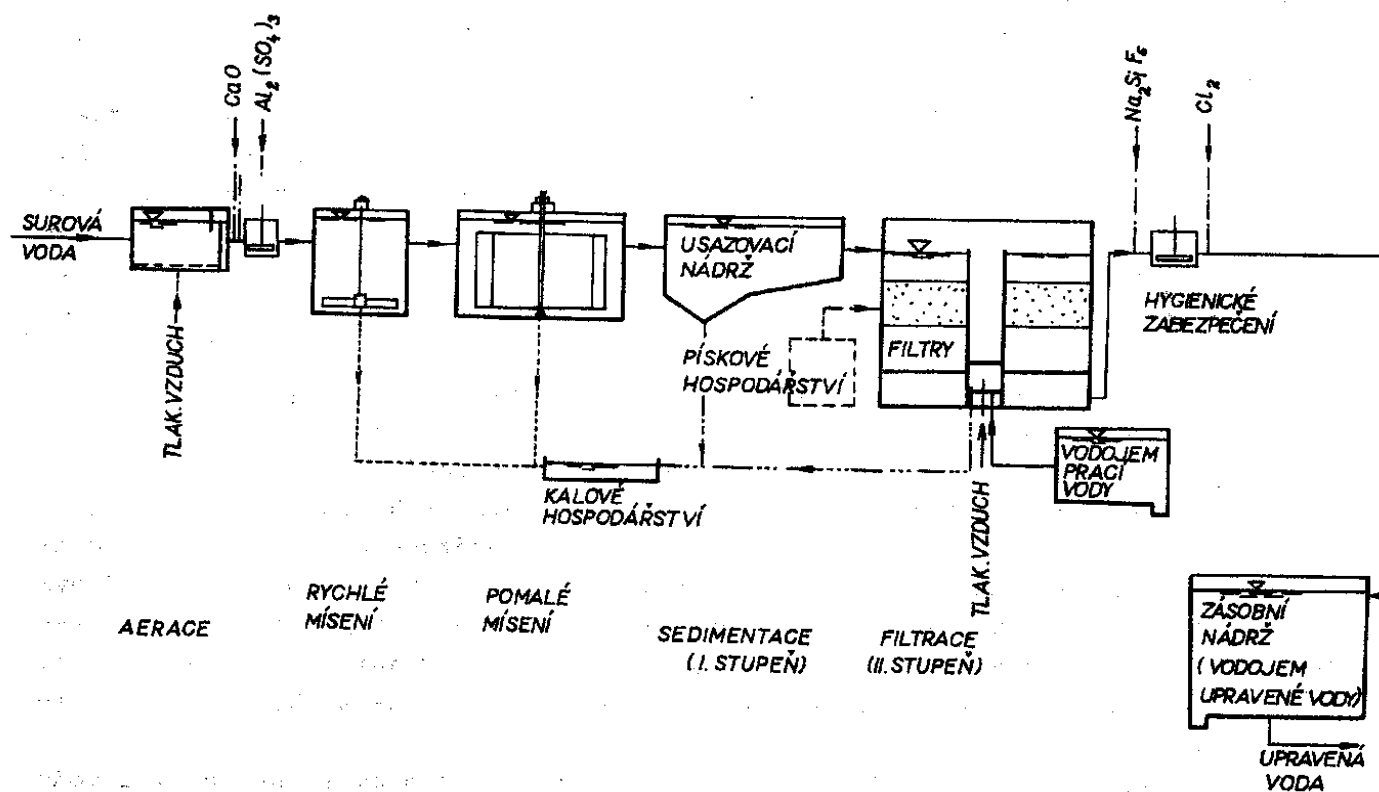 CaO
Al₂(SO₄)₃
Na₂SiF₆
Cl₂
SUROVÁ
VODA
USAZOVACÍ
NÁDRŽ
HYGIENICKÉ
ZABEZPEČENÍ
FILTRY
PÍSKOVÉ
HOSPODÁŘSTVÍ
TLAK.VZDUCH
VODOJEM
PRACÍ
VODY
KALOVÉ
HOSPODÁŘSTVÍ
TLAK.VZDUCH
AERACE
RYCHLÉ
MÍSENÍ
POMALÉ
MÍSENÍ
SEDIMENTACE
(I. STUPEŇ)
FILTRACE
(II. STUPEŇ)
ZÁSOBNÍ
NÁDRŽ
(VODOJEM
UPRAVENÉ VODY)
UPRAVENÁ
VODA